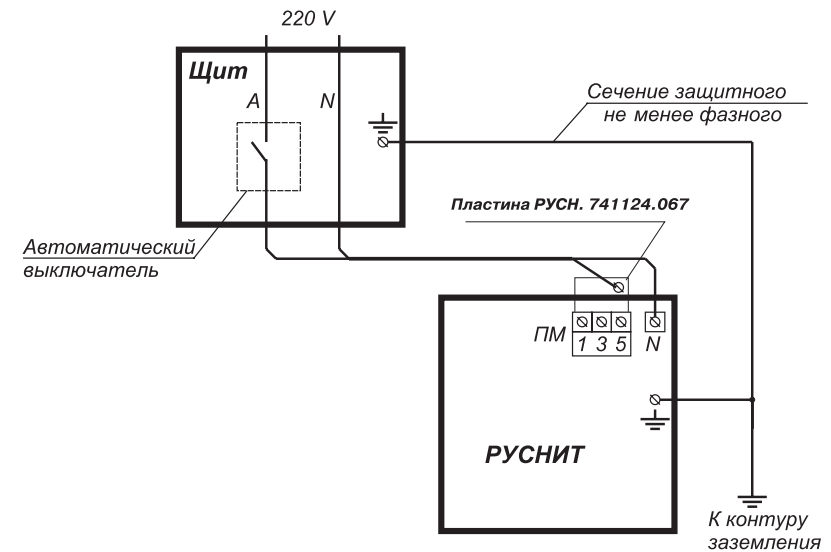 220 V
Щит
A
N
Сечение защитного
не менее фазного
Пластина РУСН. 741124.067
Автоматический
выключатель
ПМ
1 3 5 N
РУСНИТ
К контуру
заземления